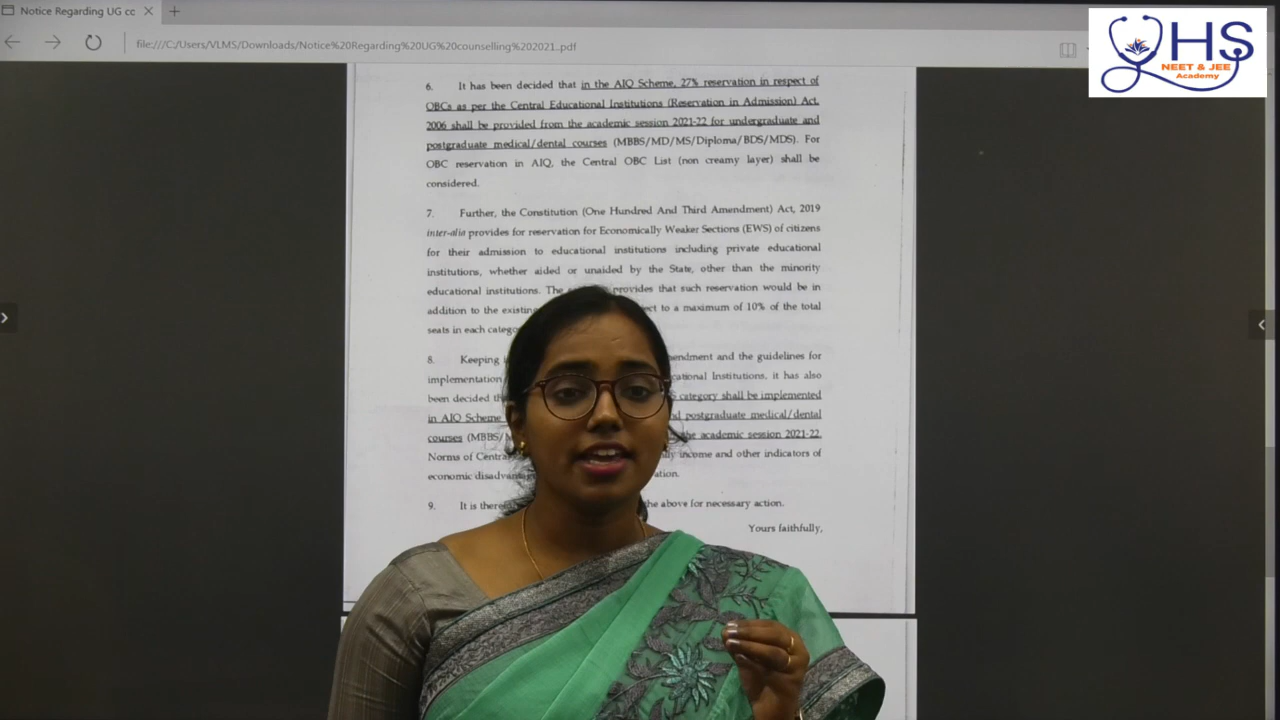 Notice Regarding UG cc
file:///C:/Users/VLMS/Downloads/Notice%20Regarding%20UG%20counselling%202021..pdf
HS
NEET & JEE
Academy
6. It has been decided that in the AIQ Scheme, 27% reservation in respect of
OBCs as per the Central Educational Institutions (Reservation in Admission) Act,
2006 shall be provided from the academic session 2021-22 for undergraduate and
postgraduate medical/dental courses (MBBS/MD/MS/Diploma/BDS/MDS). For
OBC reservation in AIQ, the Central OBC List (non creamy layer) shall be
considered.
7. Further, the Constitution (One Hundred And Third Amendment) Act, 2019
inter-alia provides for reservation for Economically Weaker Sections (EWS) of citizens
for their admission to educational institutions including private educational
institutions, whether aided or unaided by the State, other than the minority
educational institutions. The provides that such reservation would be in
addition to the existing ect to a maximum of 10% of the total
seats in each catego
8. Keeping endment and the guidelines for
implementation cational Institutions, it has also
been decided th category shall be implemented
in AIQ Scheme nd postgraduate medical/dental
courses (MBBS/M the academic session 2021-22.
Norms of Centra ly income and other indicators of
economic disadvanta ation.
9. It is there the above for necessary action.
Yours faithfully,